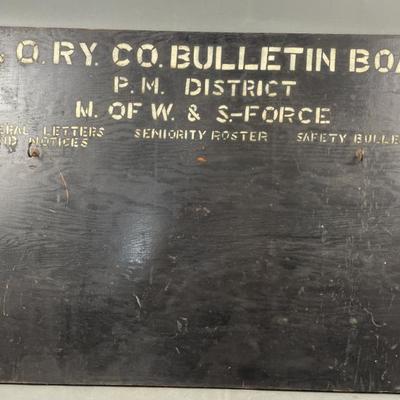 & O. RY. CO. BULLETIN BOA
P. M. DISTRICT
M. OF W. & S.-FORCE
ERAL LETTERS SENIORITY ROSTER SAFETY BULLE
ND NOTICES